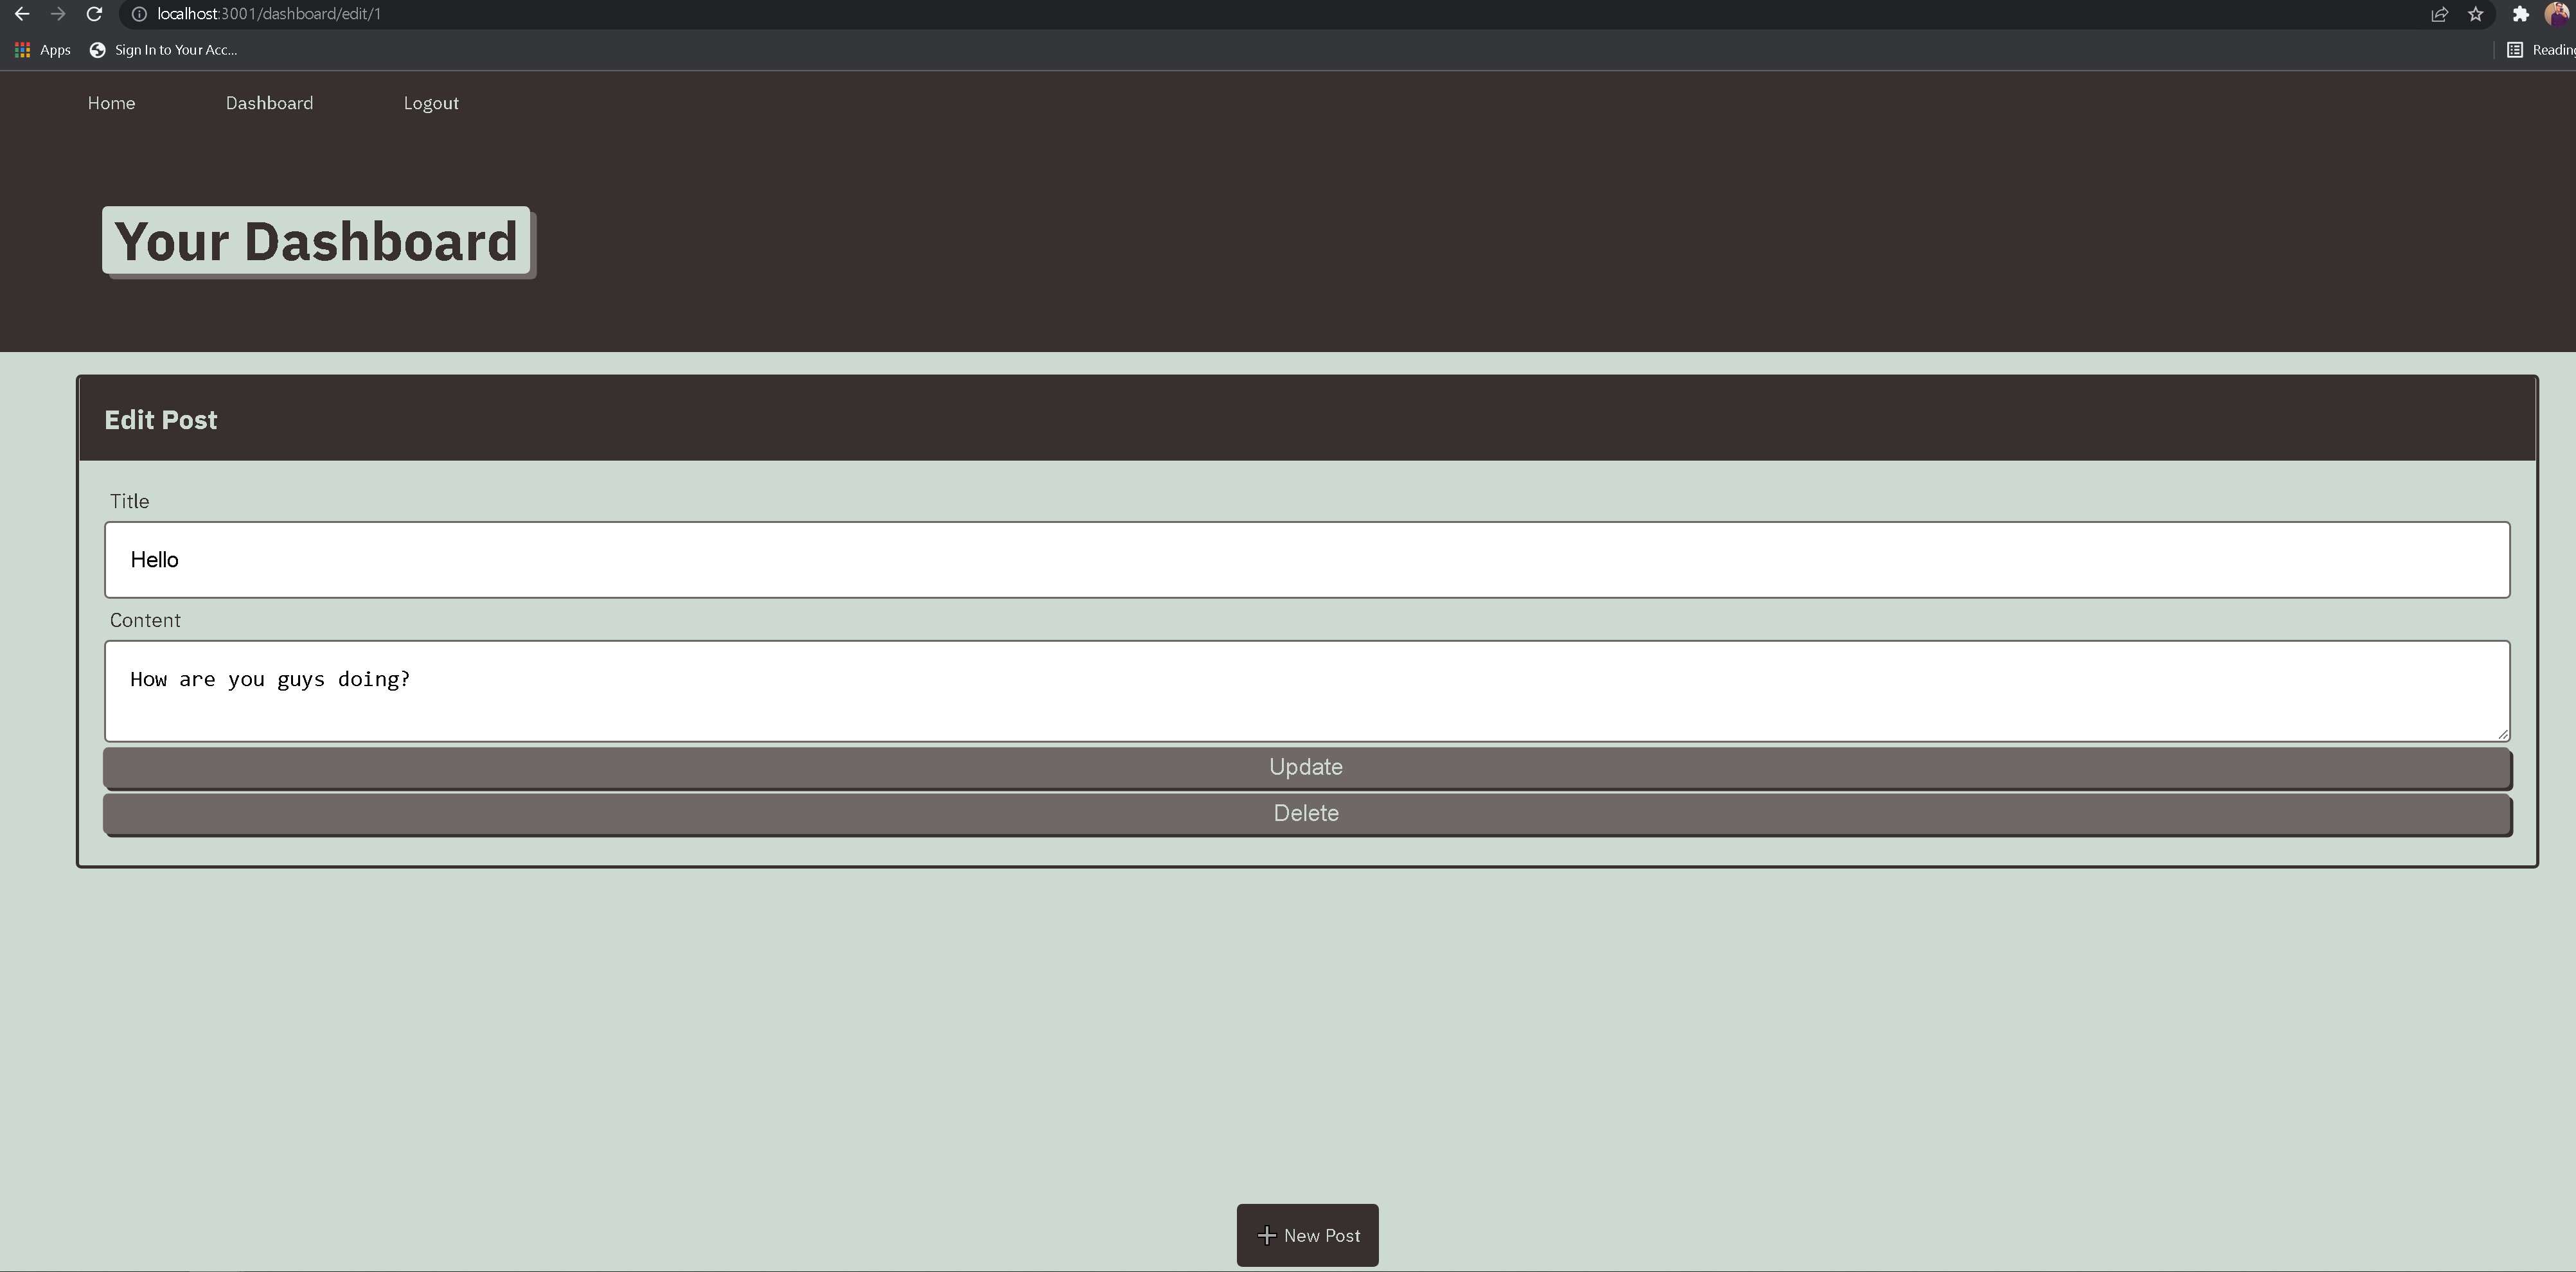 localhost:3001/dashboard/edit/1
Apps
Sign In to Your Acc...
Home
Dashboard
Logout
Your Dashboard
Edit Post
Title
Hello
Content
How are you guys doing?
Update
Delete
New Post